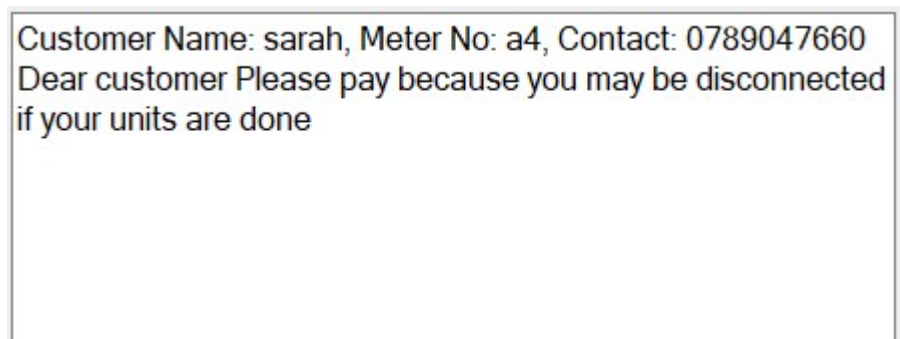 Customer Name: sarah, Meter No: a4, Contact: 0789047660
Dear customer Please pay because you may be disconnected
if your units are done